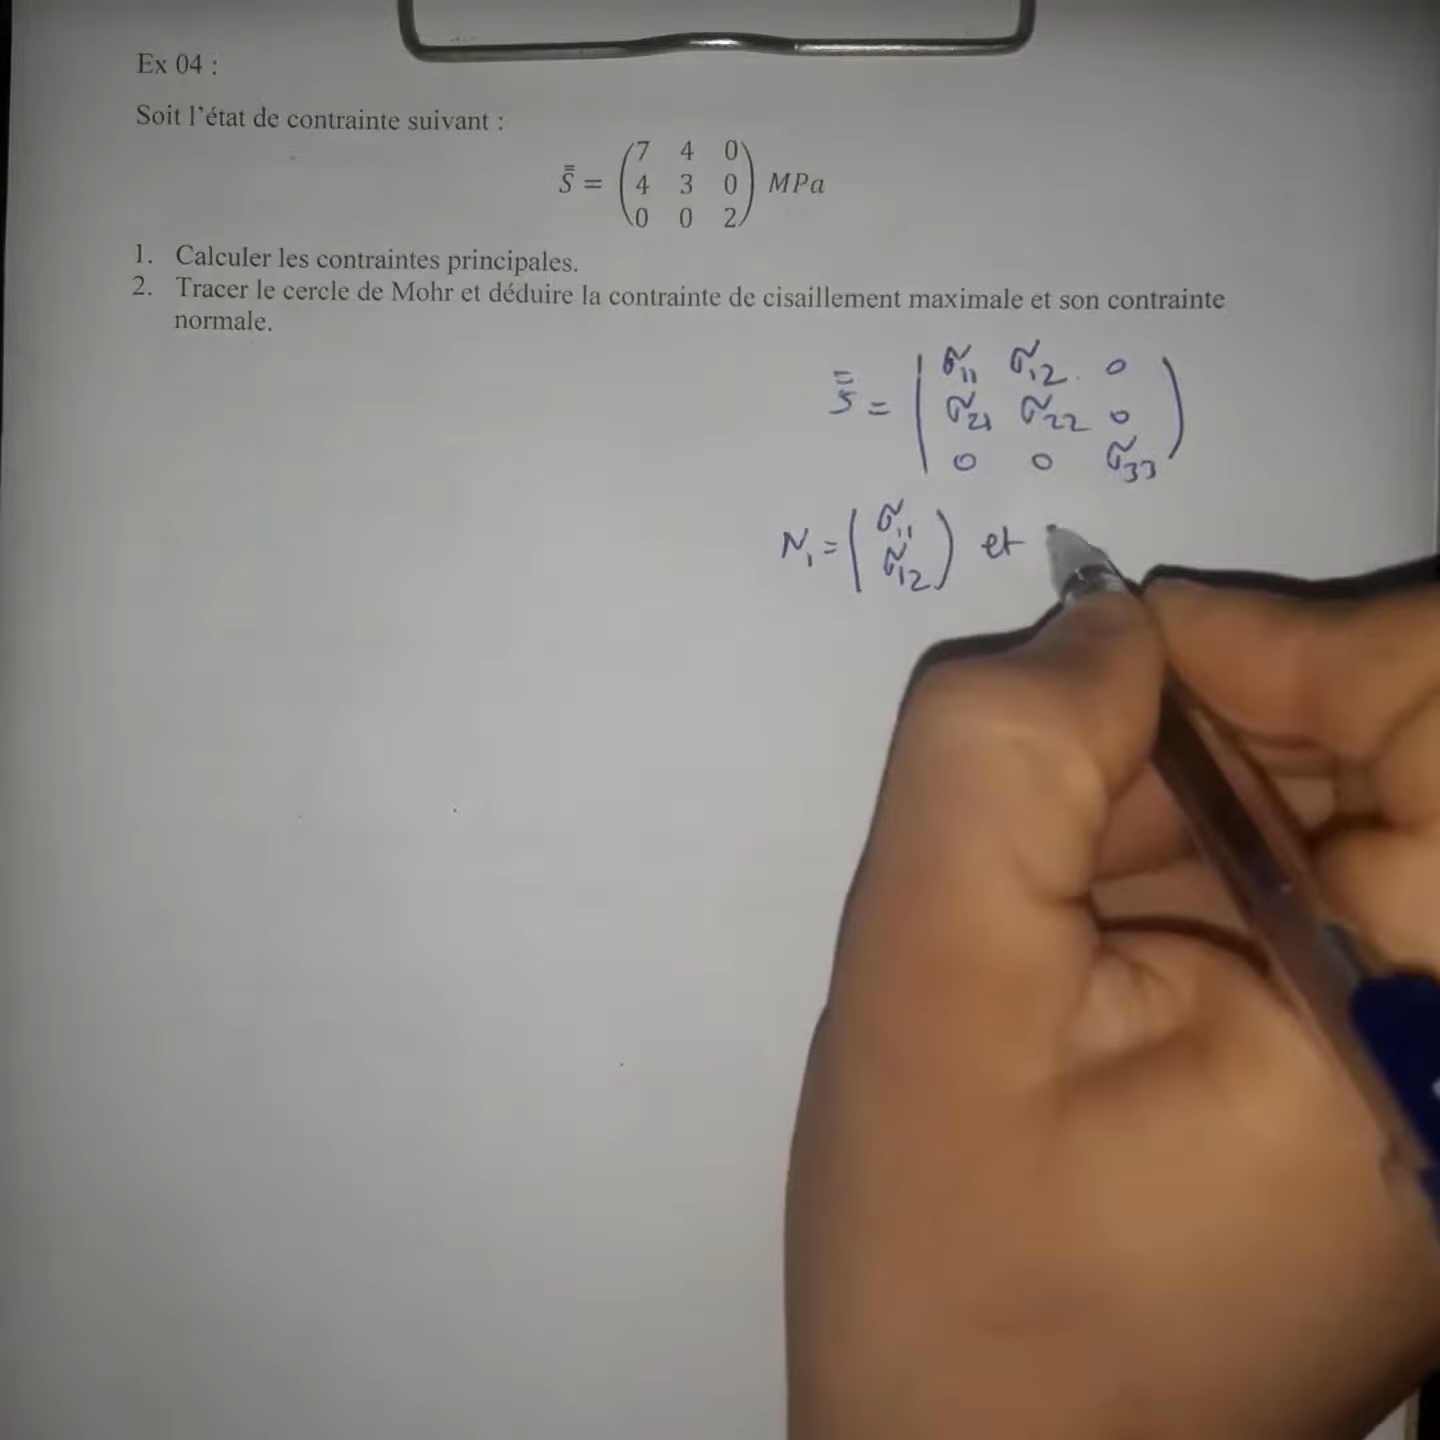 Ex 04 :
Soit l'état de contrainte suivant :
7 4 0
S̿ = 4 3 0 MPa
0 0 2
1. Calculer les contraintes principales.
2. Tracer le cercle de Mohr et déduire la contrainte de cisaillement maximale et son contrainte
normale.
σ11 σ12 0
S̿ = σ21 σ22 0
0 0 σ33
N1 = (σ11 σ12) et